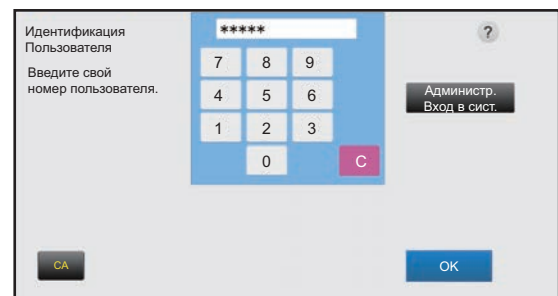 Идентификация
Пользователя
Введите свой
номер пользователя.
*****
7 8 9
4 5 6
1 2 3
0 C
?
Администр.
Вход в сист.
CA
OK